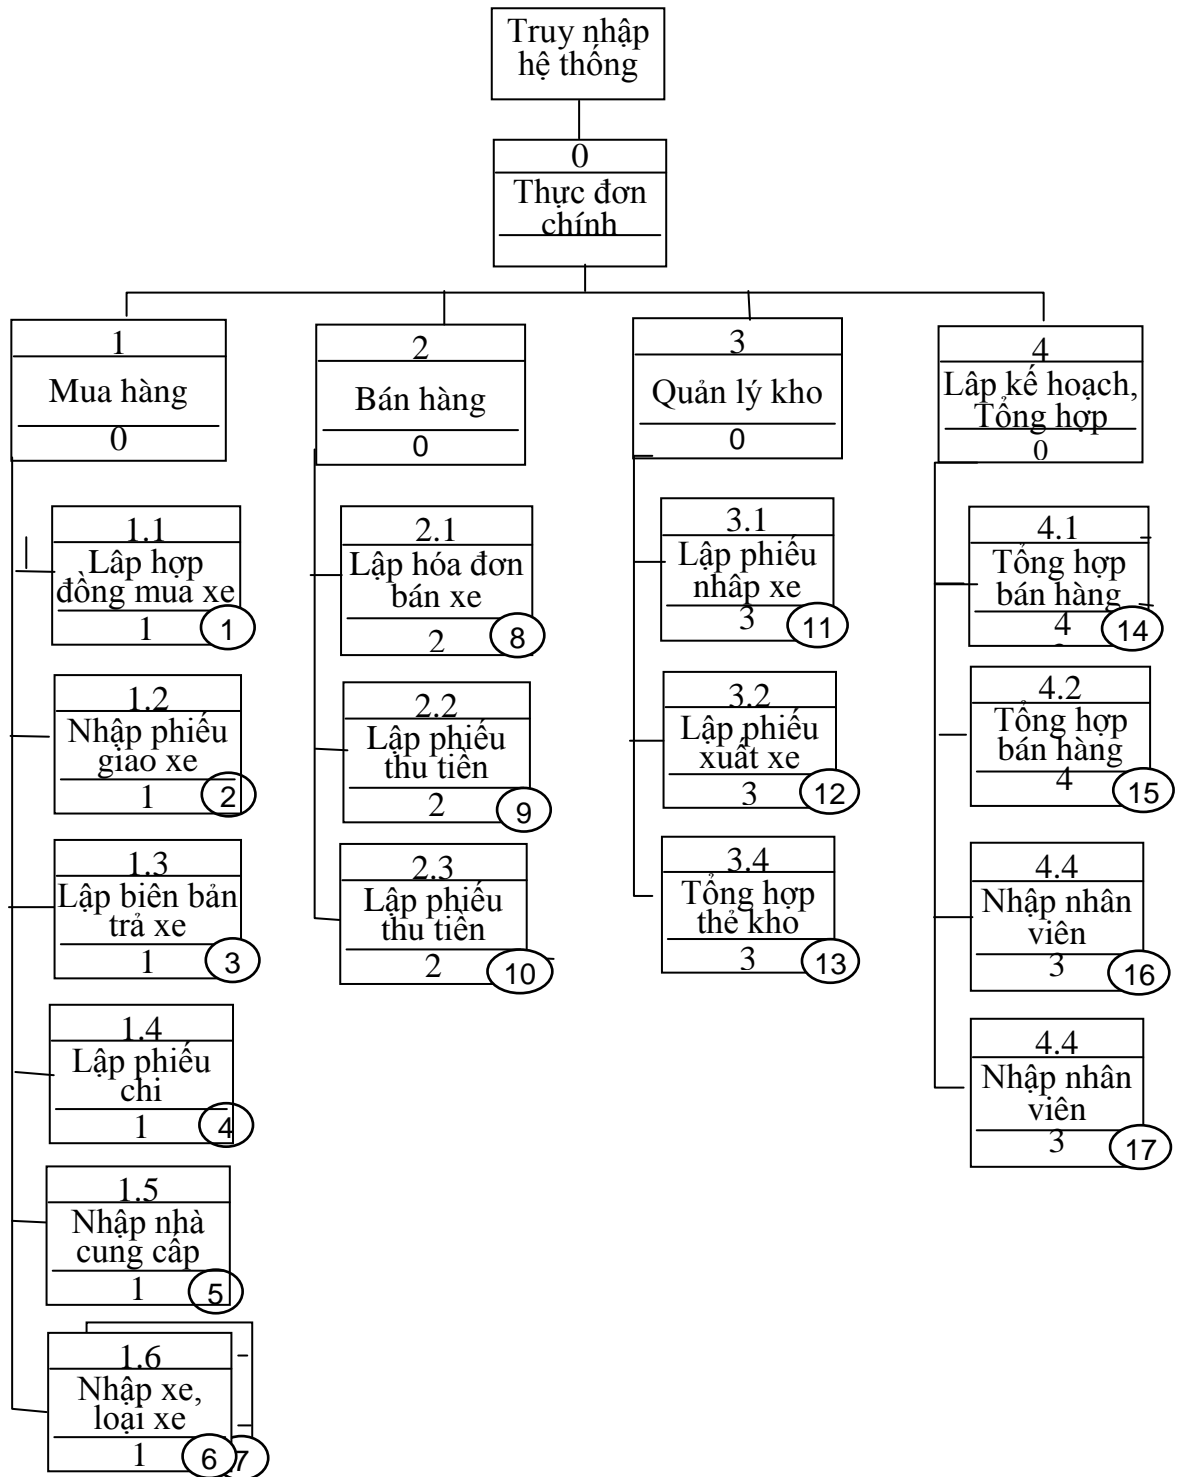 Truy nhập
hệ thống
0
Thực đơn
chính
1
Mua hàng
0
2
Bán hàng
0
3
Quản lý kho
0
4
Lâp kế hoạch,
Tổng hợp
0
1.1
Lâp hợp
đồng mua xe
1
1
1.2
Nhập phiếu
giao xe
1
2
1.3
Lập biên bản
trả xe
1
3
1.4
Lập phiếu
chi
1
4
1.5
Nhập nhà
cung cấp
1
5
1.6
Nhập xe,
loại xe
1
6
7
2.1
Lập hóa đơn
bán xe
2
8
2.2
Lập phiếu
thu tiền
2
9
2.3
Lập phiếu
thu tiền
2
10
3.1
Lập phiếu
nhâp xe
3
11
3.2
Lập phiếu
xuất xe
3
12
3.4
Tổng hợp
thẻ kho
3
13
4.1
Tổng hợp
bán hàng
4
14
4.2
Tổng hợp
bán hàng
4
15
4.4
Nhập nhân
viên
3
16
4.4
Nhập nhân
viên
3
17